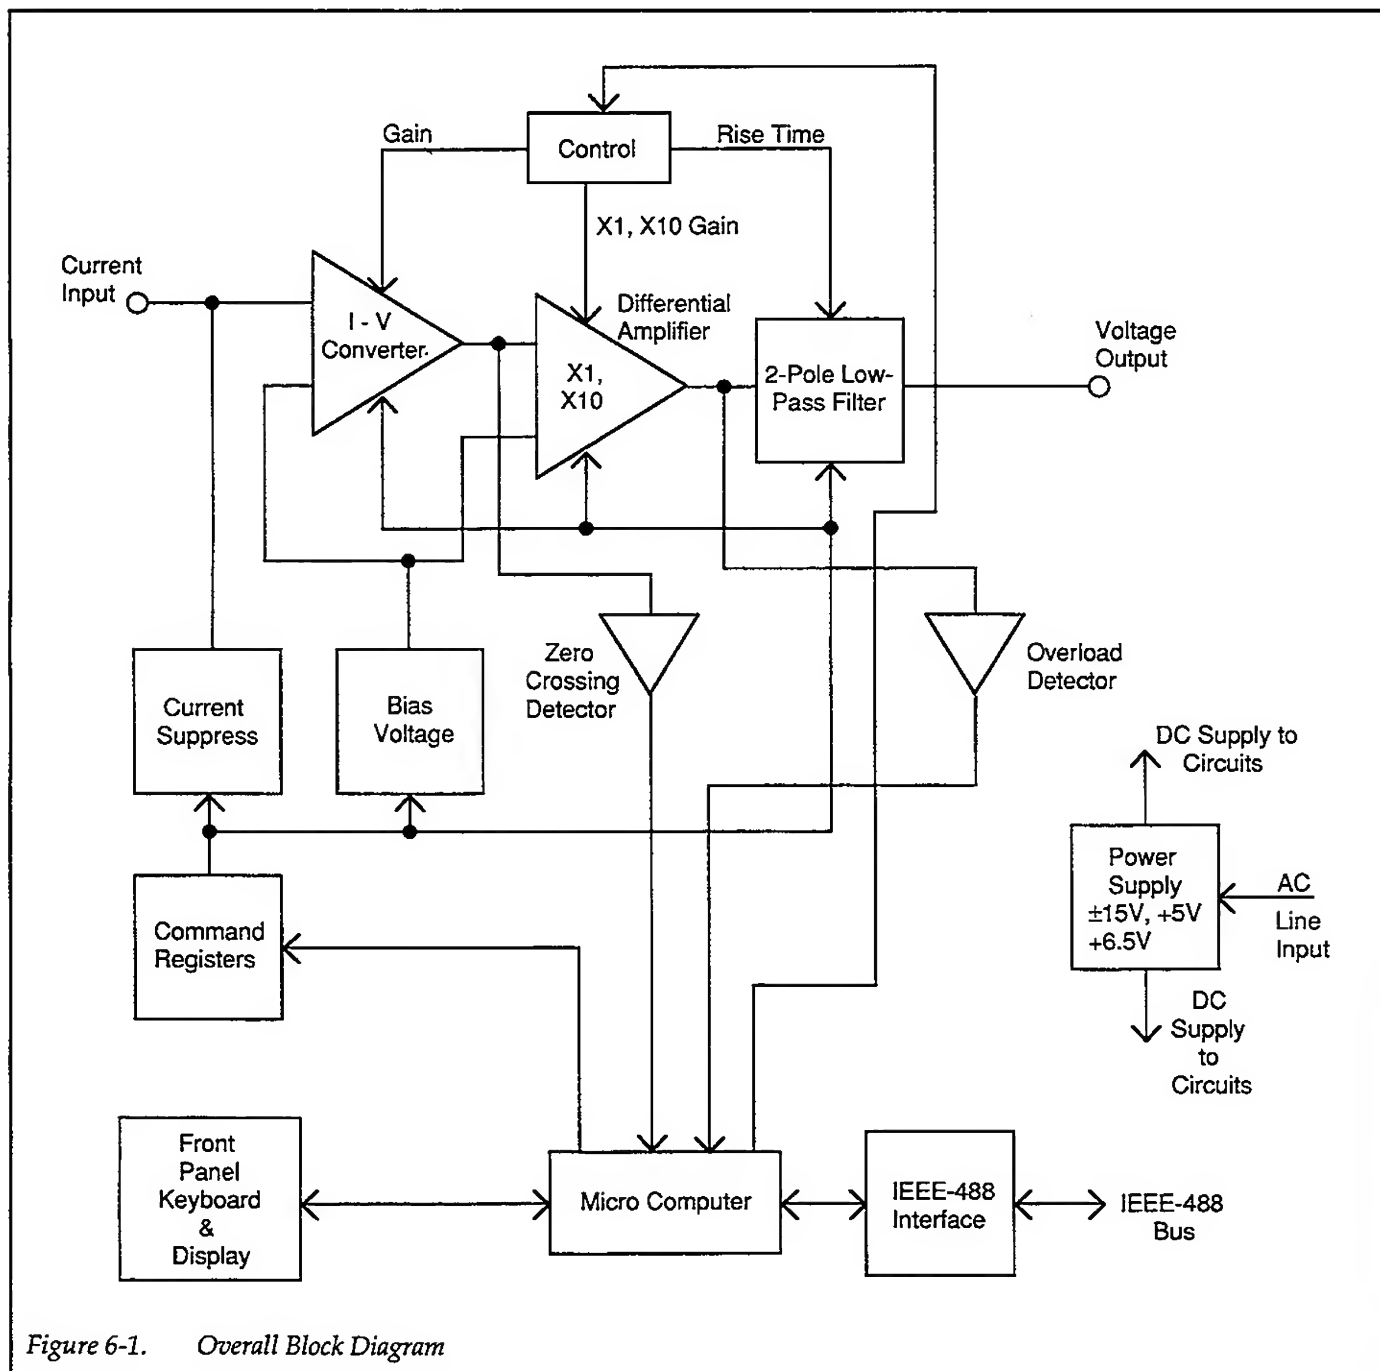 Control
Gain
Rise Time
X1, X10 Gain
Current
Input
I - V
Converter
Differential
Amplifier
X1,
X10
2-Pole Low-
Pass Filter
Voltage
Output
Current
Suppress
Bias
Voltage
Zero
Crossing
Detector
Overload
Detector
DC Supply to
Circuits
Power
Supply
±15V, +5V
+6.5V
AC
Line
Input
DC
Supply
to
Circuits
Command
Registers
Front
Panel
Keyboard
&
Display
Micro Computer
IEEE-488
Interface
IEEE-488
Bus
Figure 6-1. Overall Block Diagram